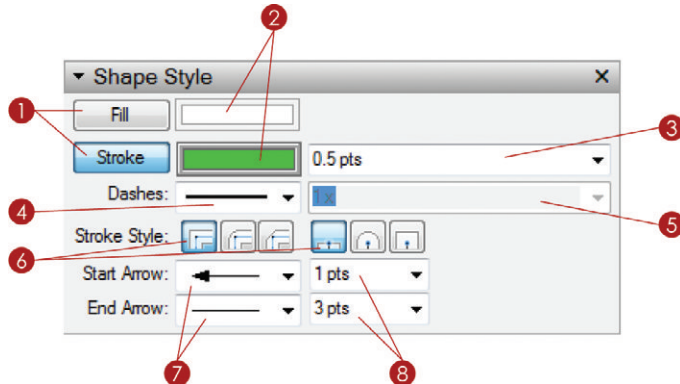 2
Shape Style
1
Fill
3
Stroke
0.5 pts
Dashes:
1x
4
5
Stroke Style:
6
Start Arrow:
1 pts
End Arrow:
3 pts
7
8